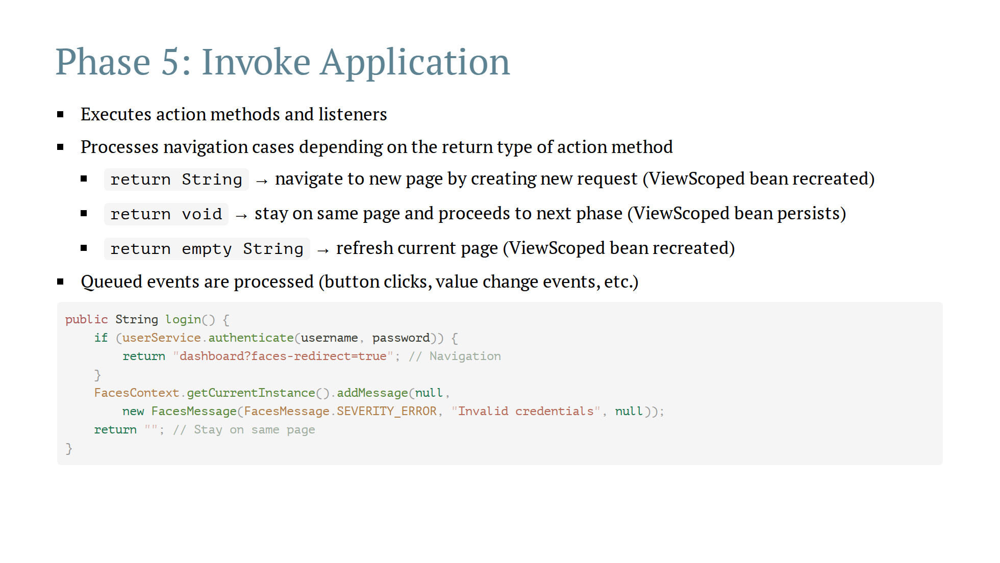 Phase 5: Invoke Application
▪ Executes action methods and listeners
▪ Processes navigation cases depending on the return type of action method
▪ return String → navigate to new page by creating new request (ViewScoped bean recreated)
▪ return void → stay on same page and proceeds to next phase (ViewScoped bean persists)
▪ return empty String → refresh current page (ViewScoped bean recreated)
▪ Queued events are processed (button clicks, value change events, etc.)
public String login() {
    if (userService.authenticate(username, password)) {
        return "dashboard?faces-redirect=true"; // Navigation
    }
    FacesContext.getCurrentInstance().addMessage(null,
        new FacesMessage(FacesMessage.SEVERITY_ERROR, "Invalid credentials", null));
    return ""; // Stay on same page
}